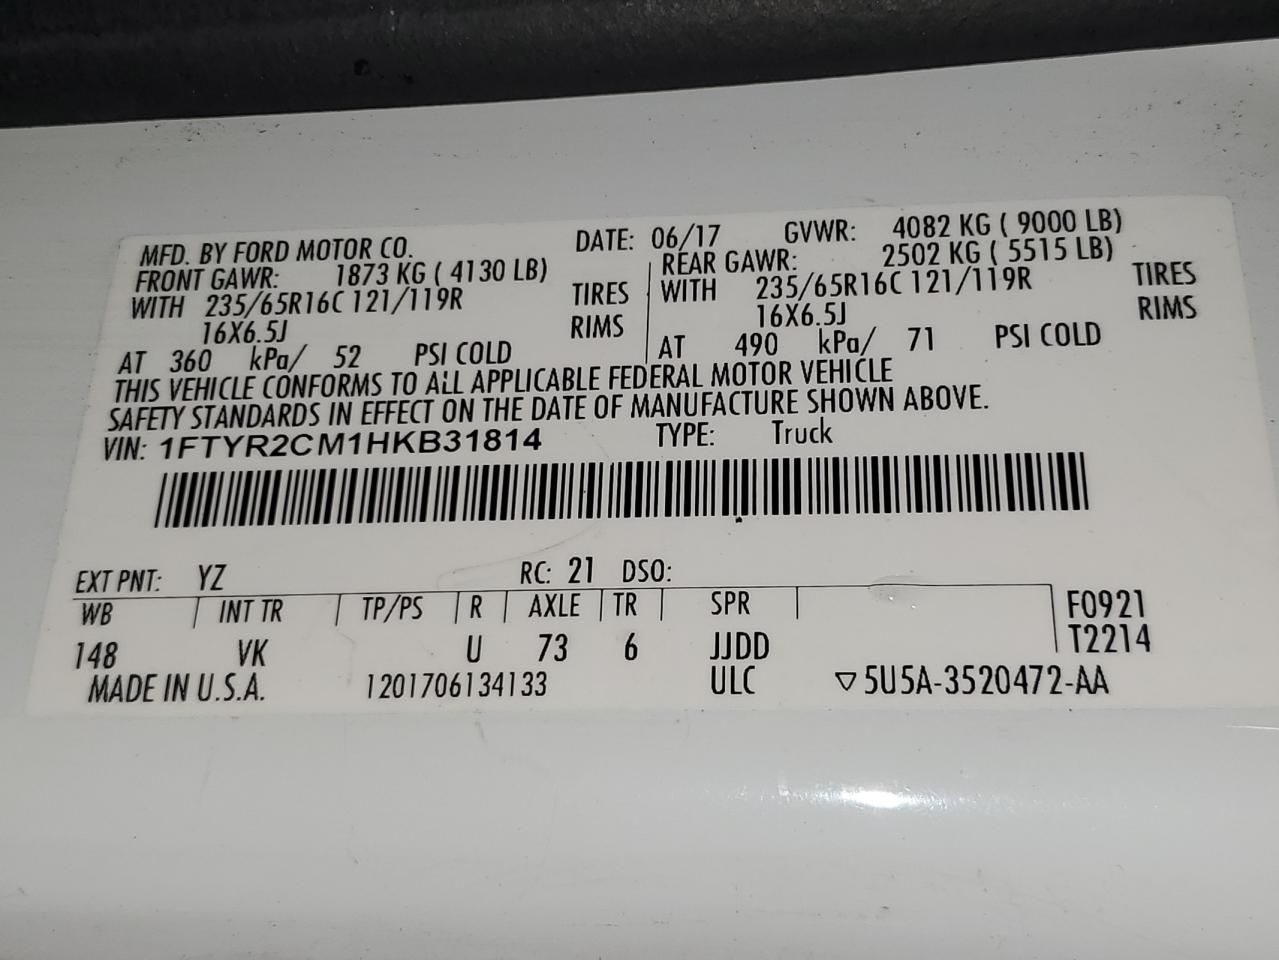 MFD. BY FORD MOTOR CO. DATE: 06/17 GVWR: 4082 KG ( 9000 LB)
FRONT GAWR: 1873 KG ( 4130 LB) REAR GAWR: 2502 KG ( 5515 LB)
WITH 235/65R16C 121/119R TIRES WITH 235/65R16C 121/119R TIRES
16X6.5J RIMS 16X6.5J RIMS
AT 360 kPa/ 52 PSI COLD AT 490 kPa/ 71 PSI COLD
THIS VEHICLE CONFORMS TO ALL APPLICABLE FEDERAL MOTOR VEHICLE
SAFETY STANDARDS IN EFFECT ON THE DATE OF MANUFACTURE SHOWN ABOVE.
VIN: 1FTYR2CM1HKB31814 TYPE: Truck
EXT PNT: YZ RC: 21 DSO:
WB INT TR TP/PS R AXLE TR SPR F0921
148 VK U 73 6 JJDD T2214
MADE IN U.S.A. 1201706134133 ULC ▽5U5A-3520472-AA